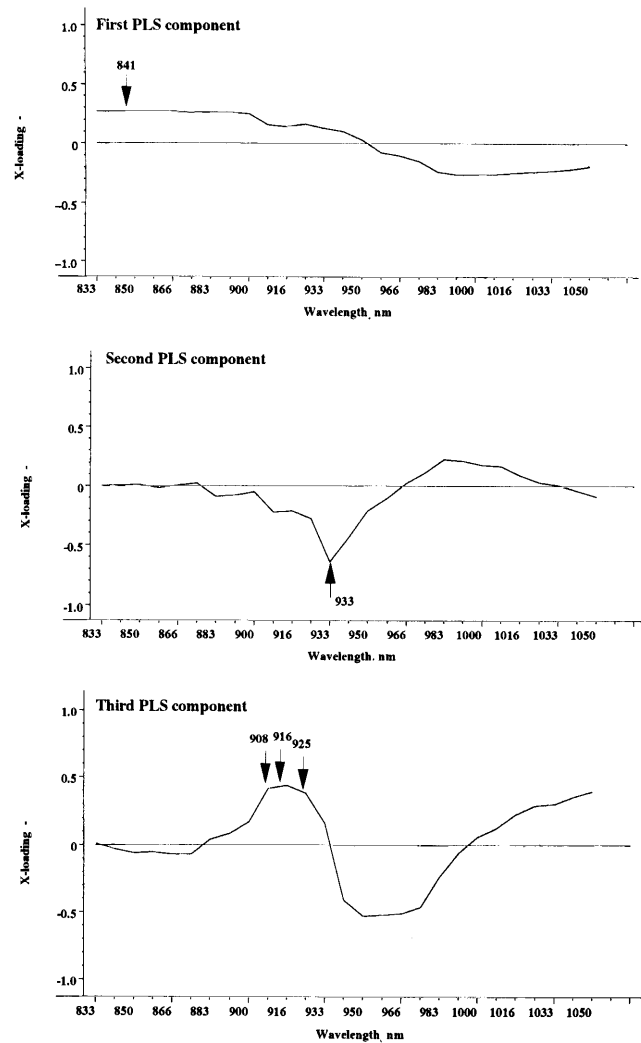 First PLS component
841
1.0
0.5
0
-0.5
-1.0
X-loading -
833 850 866 883 900 916 933 950 966 983 1000 1016 1033 1050
Wavelength, nm
Second PLS component
1.0
0.5
0
-0.5
-1.0
X-loading -
933
833 850 866 883 900 916 933 950 966 983 1000 1016 1033 1050
Wavelength. nm
Third PLS component
908 916 925
1.0
0.5
0
-0.5
-1.0
X-loading -
833 850 866 883 900 916 933 950 966 983 1000 1016 1033 1050
Wavelength, nm